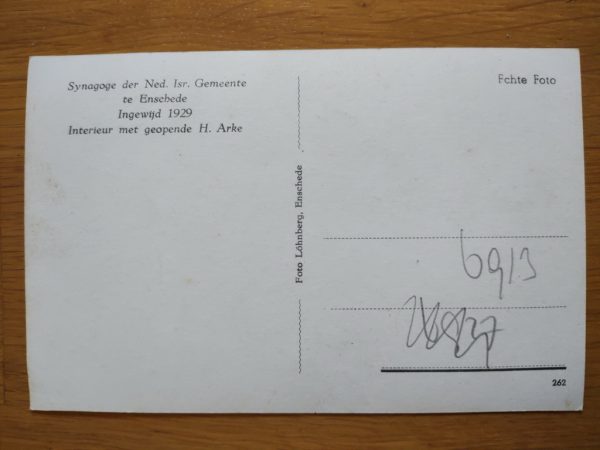 Synagoge der Ned. Isr. Gemeente
te Enschede
Ingewijd 1929
Interieur met geopende H. Arke
Echte Foto
Foto Löhnberg, Enschede
6913
262